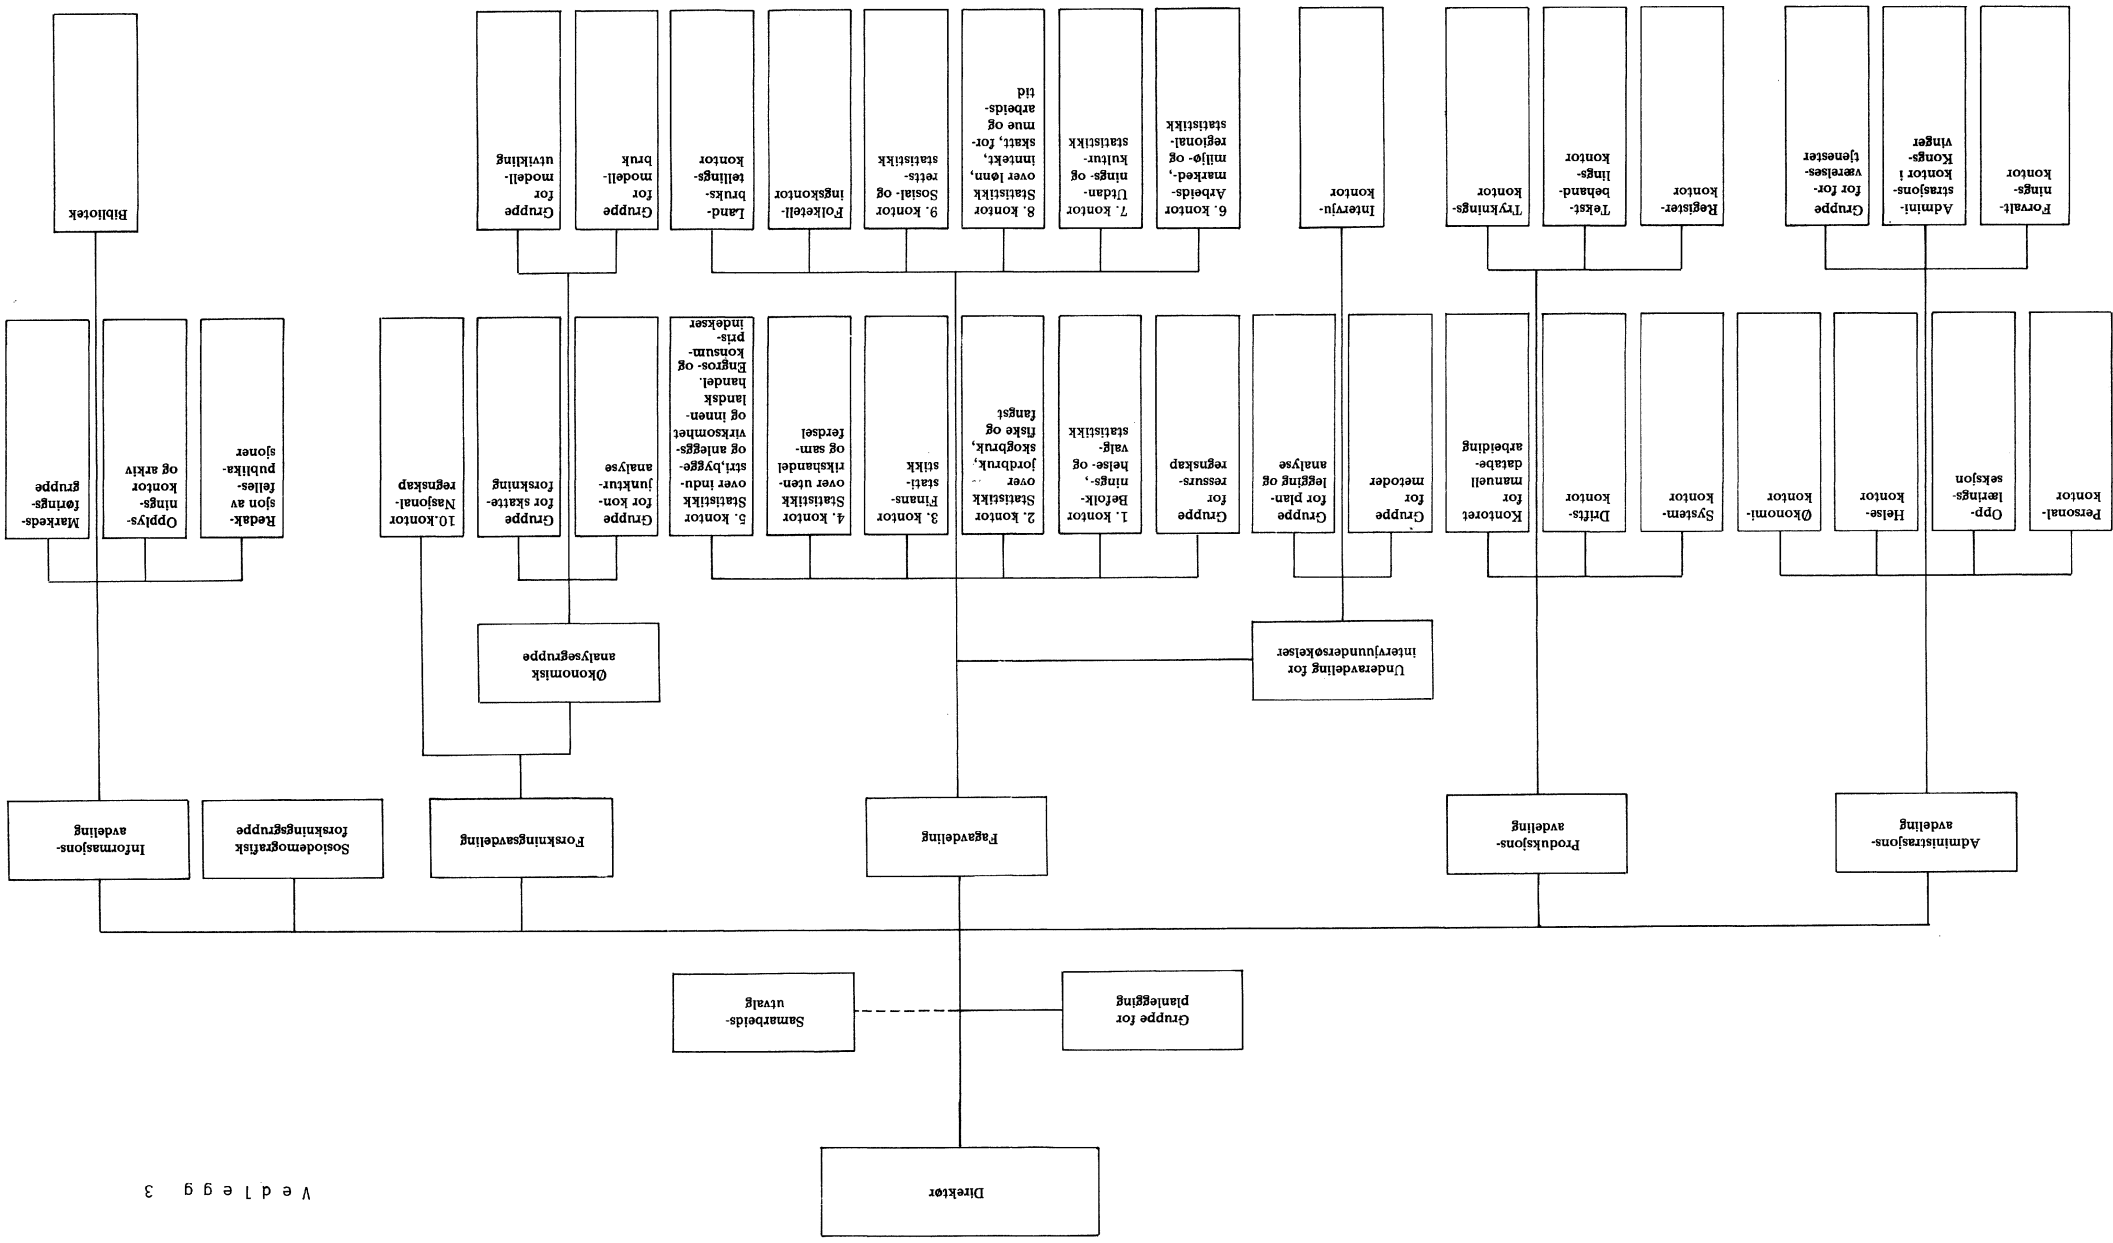 Vedlegg 3
Direktør
Gruppe for
planlegging
Samarbeids-
utvalg
Administrasjons-
avdeling
Produksjons-
avdeling
Fagavdeling
Forskningsavdeling
Sosiodemografisk
forskningsgruppe
Informasjons-
avdeling
Underavdeling for
intervjuundersøkelser
Økonomisk
analysegruppe
Personal-
kontor
Opp-
lærings-
seksjon
Helse-
kontor
Økonomi-
kontor
System-
kontor
Drifts-
kontor
Kontoret
for
manuell
databe-
arbeiding
Gruppe
for
metoder
Gruppe
for plan-
legging og
analyse
Gruppe
for
ressurs-
regnskap
1. kontor
Befolk-
nings-,
helse- og
valg-
statistikk
2. kontor
Statistikk
over
jordbruk,
skogbruk,
fiske og
fangst
3. kontor
Finans-
stati-
stikk
4. kontor
Statistikk
over uten-
rikshandel
og sam-
ferdsel
5. kontor
Statistikk
over indu-
stri,bygge-
og anleggs-
virksomhet
og innen-
landsk
handel.
Engros- og
konsum-
pris-
indekser
Gruppe
for kon-
junktur-
analyse
Gruppe
for skatte-
forskning
10.kontor
Nasjonal-
regnskap
Redak-
sjon av
felles-
publika-
sjoner
Opplys-
nings-
kontor
og arkiv
Markeds-
førings-
gruppe
Forvalt-
nings-
kontor
Admini-
strasjons-
kontor i
Kongs-
vinger
Gruppe
for for-
værelses-
tjenester
Register-
kontor
Tekst-
behand-
lings-
kontor
Tryknings-
kontor
Intervju-
kontor
6. kontor
Arbeids-
marked-,
miljø- og
regional-
statistikk
7. kontor
Utdan-
nings- og
kultur-
statistikk
8. kontor
Statistikk
over lønn,
inntekt,
skatt, for-
mue og
arbeids-
tid
9. kontor
Sosial- og
retts-
statistikk
Folketell-
ingskontor
Land-
bruks-
tellings-
kontor
Gruppe
for
modell-
bruk
Gruppe
for
modell-
utvikling
Bibliotek